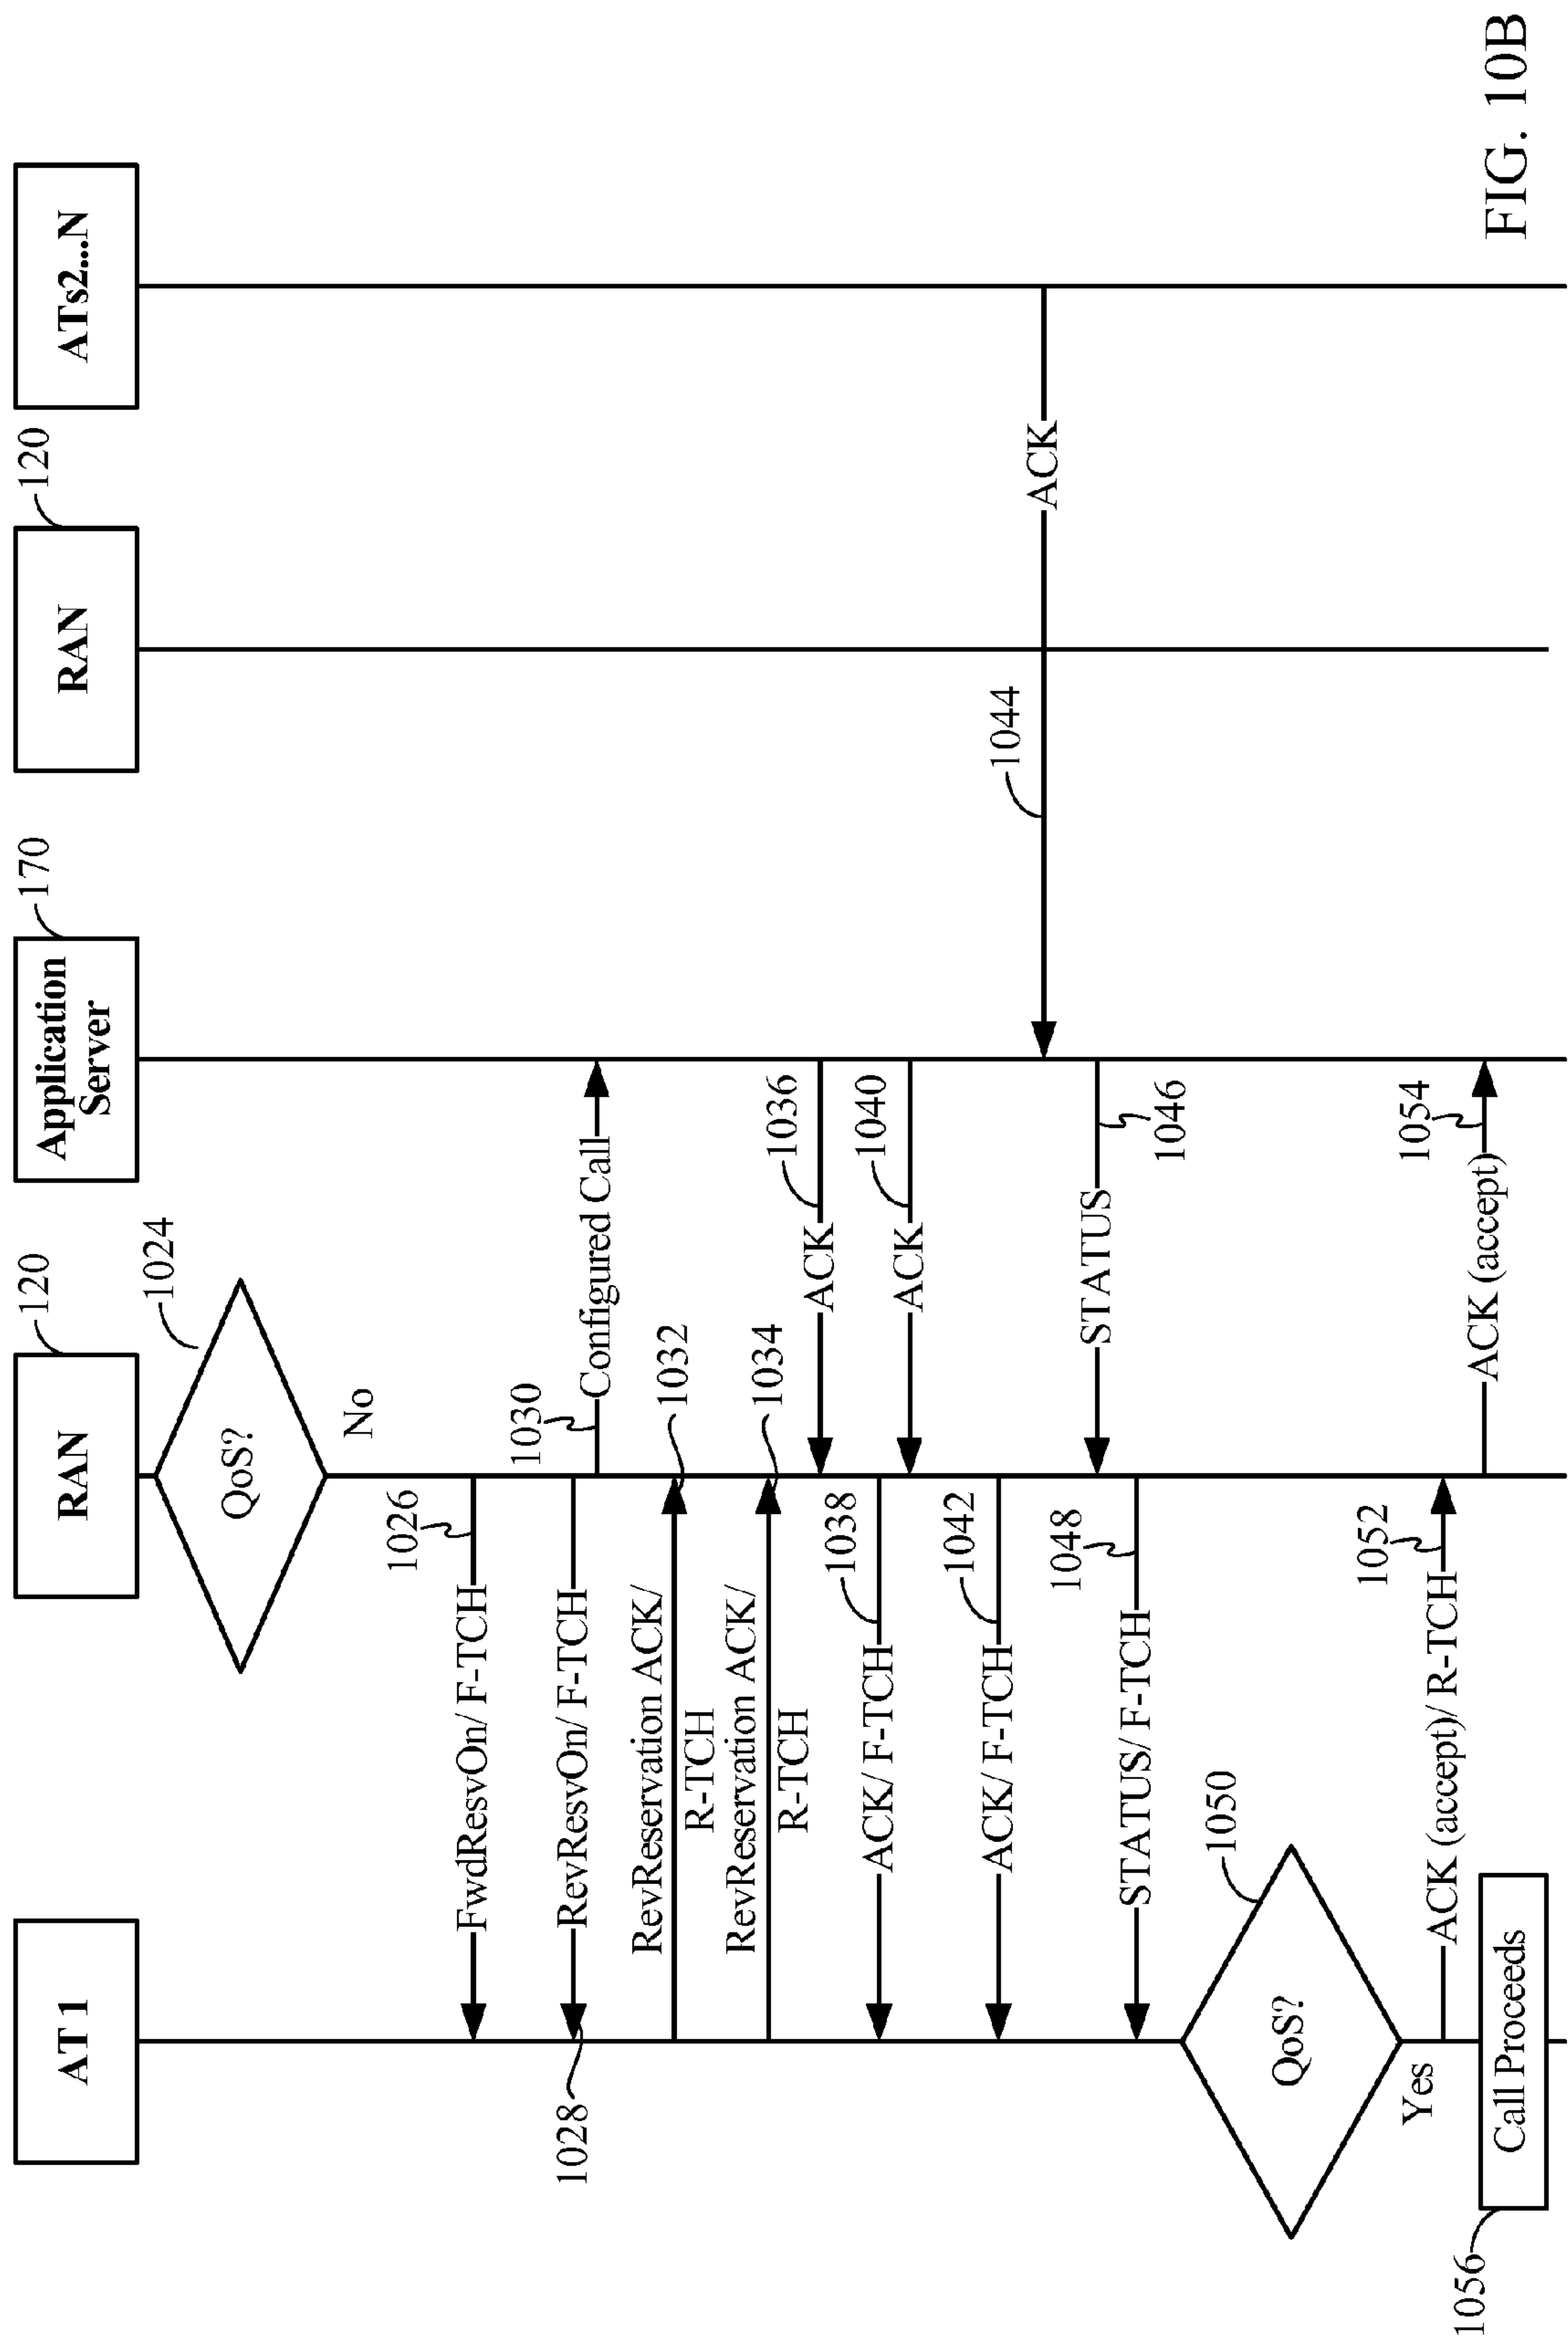 AT 1
RAN
120
Application
Server
170
RAN
120
ATs2...N
QoS?
1024
No
FwdResvOn/ F-TCH
1026
RevResvOn/ F-TCH
1028
1030
Configured Call
RevReservation ACK/
R-TCH
1032
RevReservation ACK/
R-TCH
1034
ACK
1036
ACK/ F-TCH
1038
ACK
1040
ACK/ F-TCH
1042
1044
ACK
STATUS
1046
STATUS/ F-TCH
1048
QoS?
1050
Yes
ACK (accept)/ R-TCH
1052
ACK (accept)
1054
Call Proceeds
1056
FIG. 10B